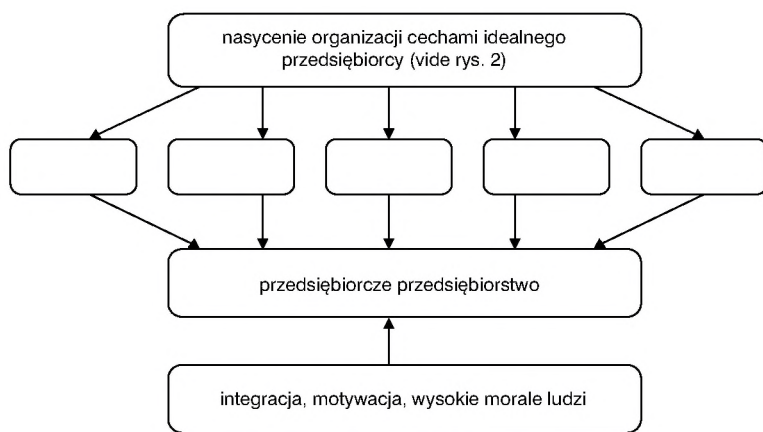 nasycenie organizacji cechami idealnego
przedsiębiorcy (vide rys. 2)
przedsiębiorcze przedsiębiorstwo
integracja, motywacja, wysokie morale ludzi